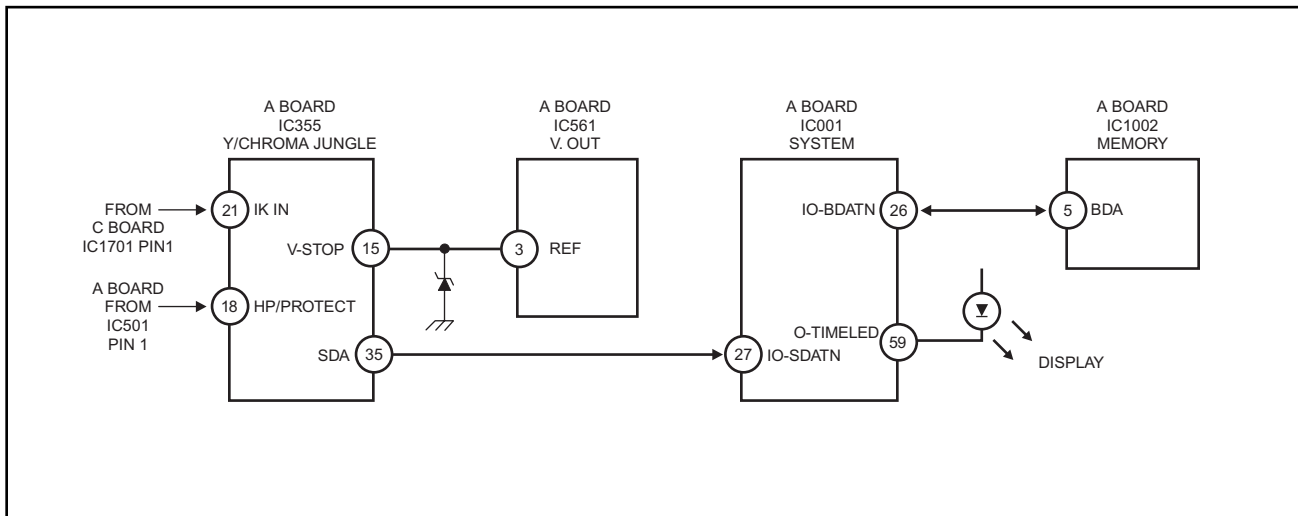 A BOARD
IC355
Y/CHROMA JUNGLE
A BOARD
IC561
V. OUT
A BOARD
IC001
SYSTEM
A BOARD
IC1002
MEMORY
FROM
C BOARD
IC1701 PIN1
21 IK IN
V-STOP 15
3 REF
IO-BDATN 26
5 BDA
A BOARD
FROM
IC501
PIN 1
18 HP/PROTECT
SDA 35
27 IO-SDATN
O-TIMELED
59
DISPLAY